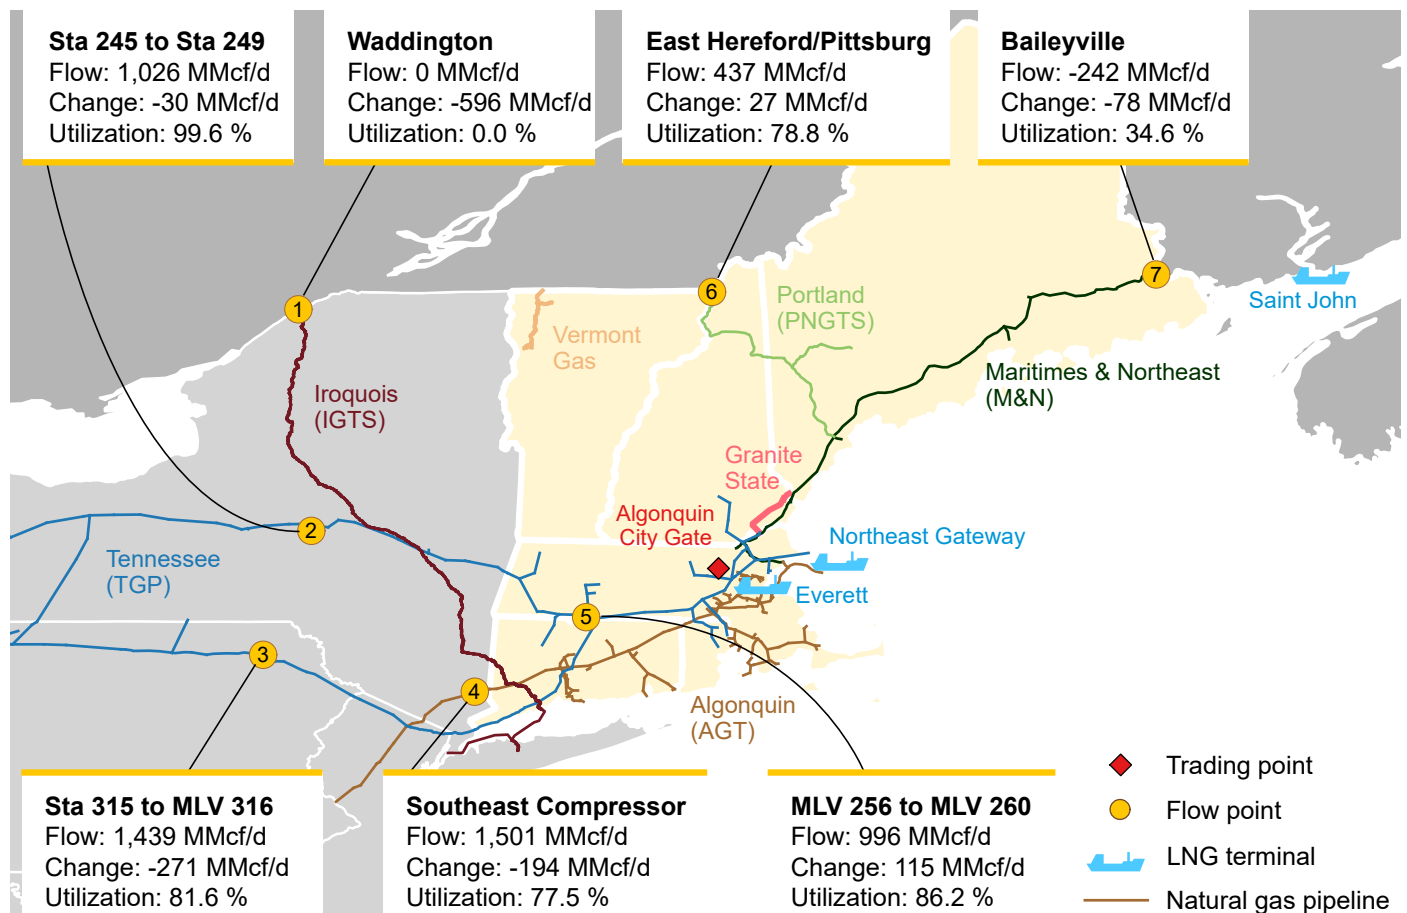 Sta 245 to Sta 249
Flow: 1,026 MMcf/d
Change: -30 MMcf/d
Utilization: 99.6 %
Waddington
Flow: 0 MMcf/d
Change: -596 MMcf/d
Utilization: 0.0 %
East Hereford/Pittsburg
Flow: 437 MMcf/d
Change: 27 MMcf/d
Utilization: 78.8 %
Baileyville
Flow: -242 MMcf/d
Change: -78 MMcf/d
Utilization: 34.6 %
7
6
1
Saint John
Portland
(PNGTS)
Vermont
Gas
Maritimes & Northeast
(M&N)
Iroquois
(IGTS)
Granite
State
Algonquin
City Gate
2
Northeast Gateway
Tennessee
(TGP)
Everett
5
3
4
Algonquin
(AGT)
Sta 315 to MLV 316
Flow: 1,439 MMcf/d
Change: -271 MMcf/d
Utilization: 81.6 %
Southeast Compressor
Flow: 1,501 MMcf/d
Change: -194 MMcf/d
Utilization: 77.5 %
MLV 256 to MLV 260
Flow: 996 MMcf/d
Change: 115 MMcf/d
Utilization: 86.2 %
Trading point
Flow point
LNG terminal
Natural gas pipeline